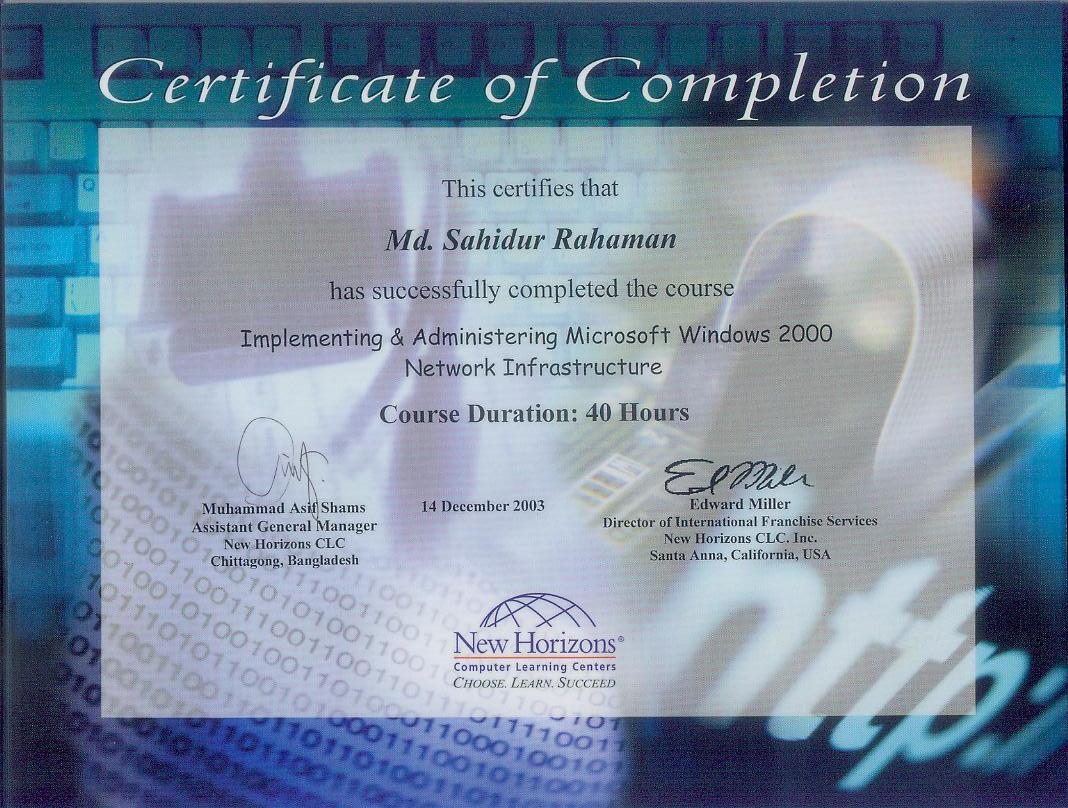 Certificate of Completion
This certifies that
Md. Sahidur Rahaman
has successfully completed the course
Implementing & Administering Microsoft Windows 2000
Network Infrastructure
Course Duration: 40 Hours
Muhammad Asif Shams
Assistant General Manager
New Horizons CLC
Chittagong, Bangladesh
14 December 2003
Edward Miller
Director of International Franchise Services
New Horizons CLC. Inc.
Santa Anna, California, USA
New Horizons®
Computer Learning Centers
CHOOSE. LEARN. SUCCEED
http: